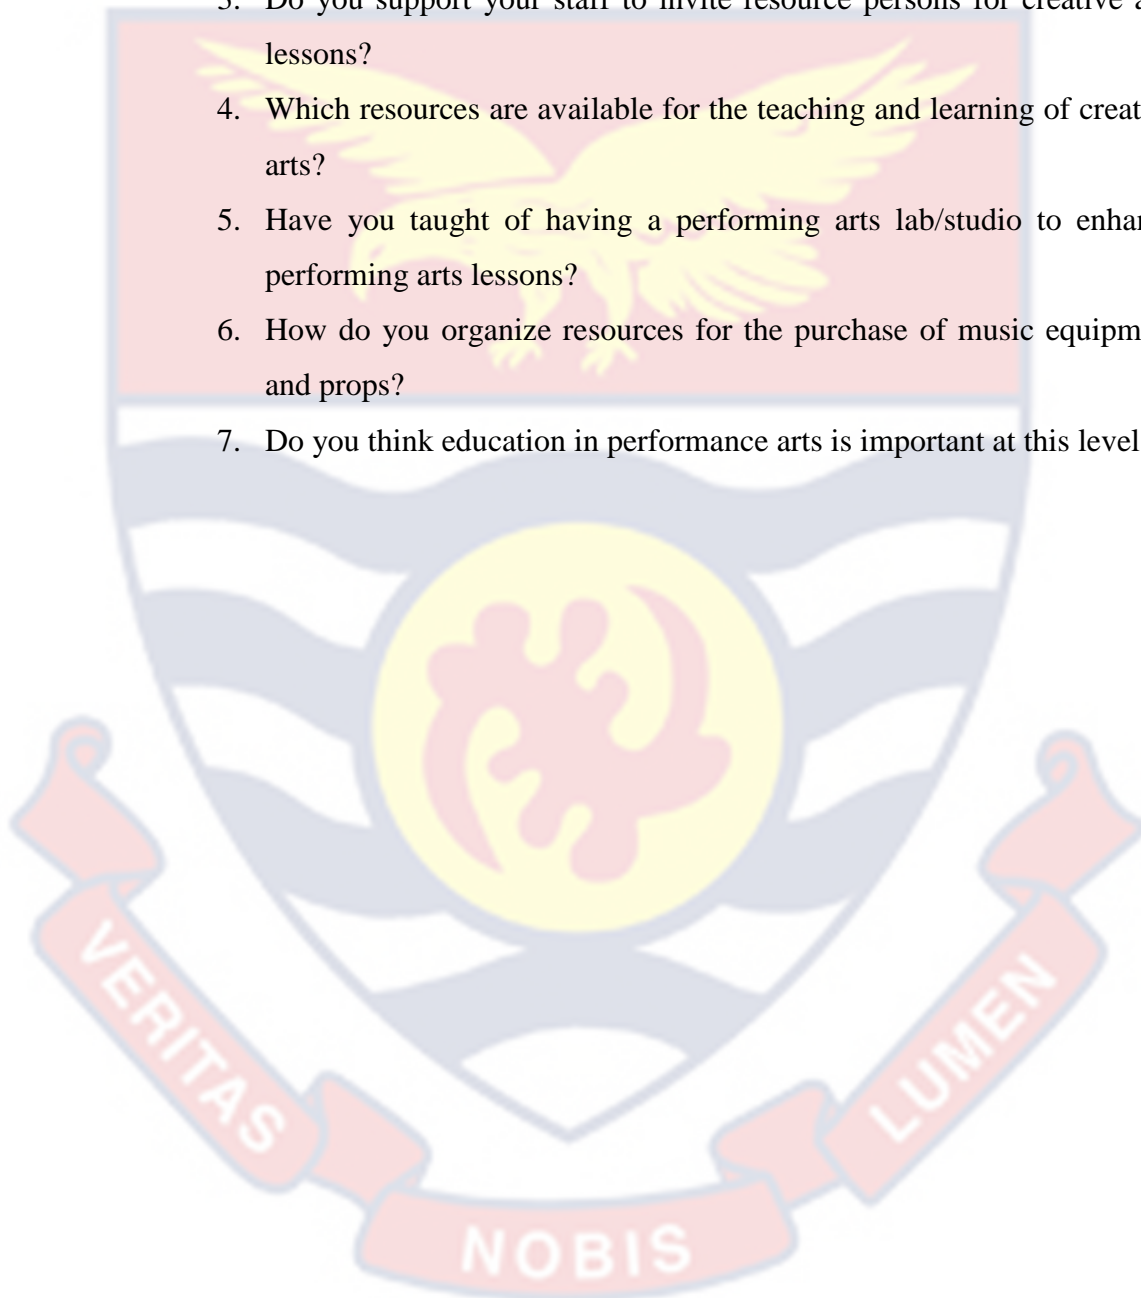 3. Do you support your staff to invite resource persons for creative a
lessons?
4. Which resources are available for the teaching and learning of creat
arts?
5. Have you taught of having a performing arts lab/studio to enhan
performing arts lessons?
6. How do you organize resources for the purchase of music equipm
and props?
7. Do you think education in performance arts is important at this level
VERITAS
NOBIS
LUMEN